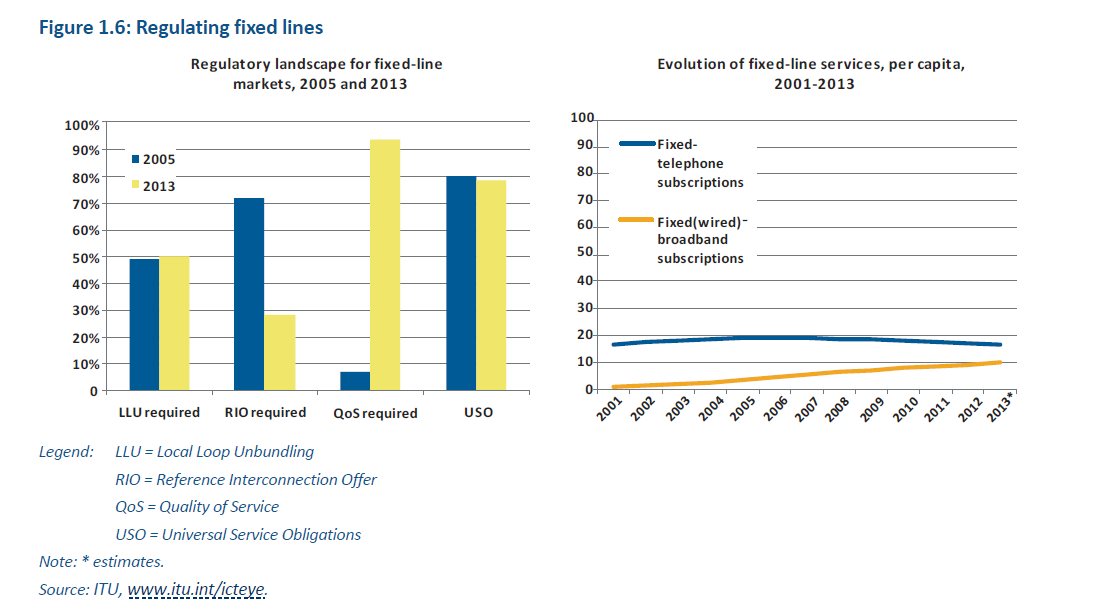 Figure 1.6: Regulating fixed lines
Regulatory landscape for fixed-line
markets, 2005 and 2013
100%
90%
80%
70%
60%
50%
40%
30%
20%
10%
0
2005
2013
LLU required
RIO required
QoS required
USO
Evolution of fixed-line services, per capita,
2001-2013
100
90
80
70
60
50
40
30
20
10
0
Fixed-
telephone
subscriptions
Fixed(wired)-
broadband
subscriptions
2001
2002
2003
2004
2005
2006
2007
2008
2009
2010
2011
2012
2013*
Legend: LLU = Local Loop Unbundling
RIO = Reference Interconnection Offer
QoS = Quality of Service
USO = Universal Service Obligations
Note: * estimates.
Source: ITU, www.itu.int/icteye.